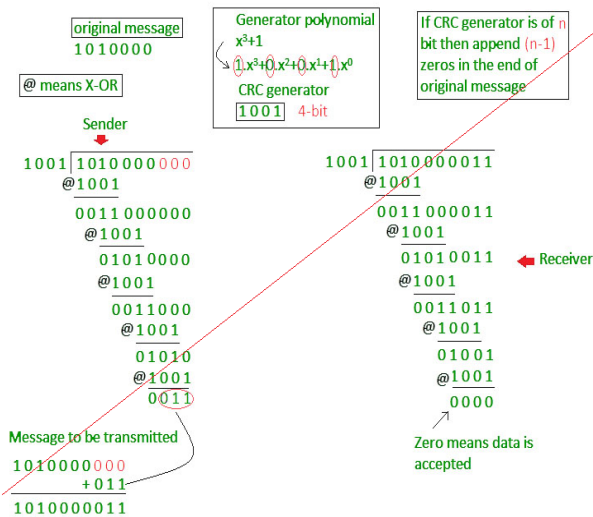 original message
1010000
@ means X-OR
Generator polynomial
x³+1
1.x³+0.x²+0.x¹+1.x⁰
CRC generator
1001 4-bit
If CRC generator is of n
bit then append (n-1)
zeros in the end of
original message
Sender
1001 1010000000
@1001
0011000000
@1001
01010000
@1001
0011000
@1001
01010
@1001
0011
Message to be transmitted
1010000000
+011
1010000011
1001 1010000011
@1001
0011000011
@1001
01010011
@1001
0011011
@1001
01001
@1001
0000
Receiver
Zero means data is
accepted